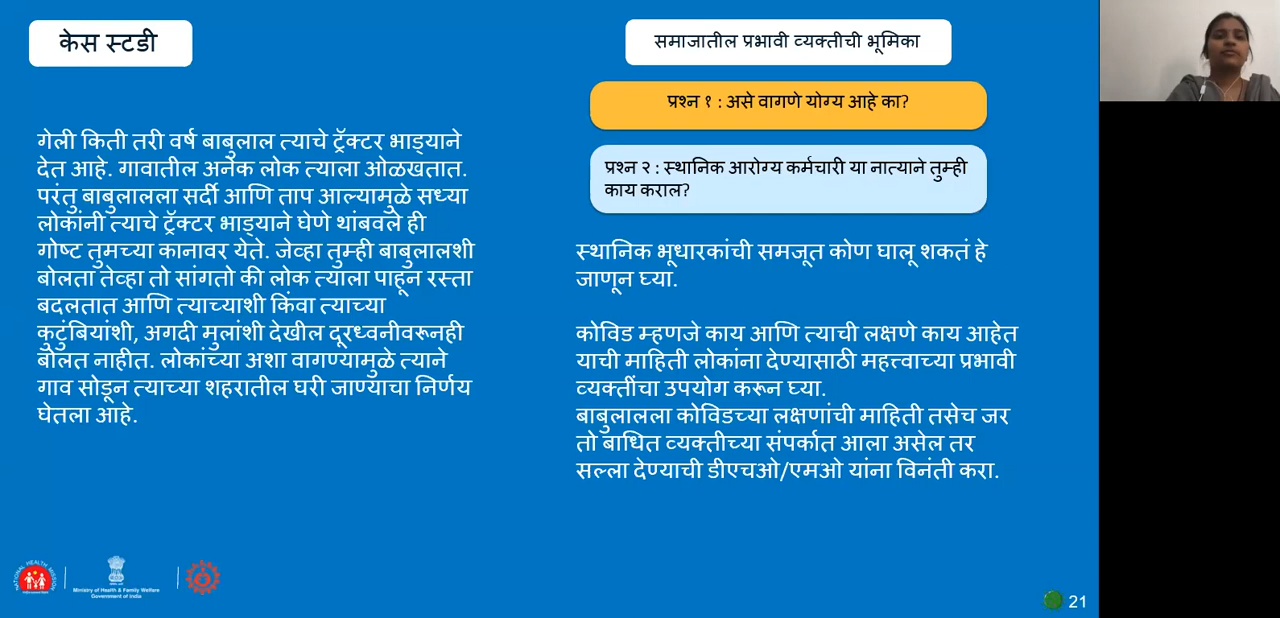 केस स्टडी
गेली किती तरी वर्ष बाबुलाल त्याचे ट्रॅक्टर भाड्याने
देत आहे. गावातील अनेक लोक त्याला ओळखतात.
परंतु बाबुलालला सर्दी आणि ताप आल्यामुळे सध्या
लोकांनी त्याचे ट्रॅक्टर भाड्याने घेणे थांबवले ही
गोष्ट तुमच्या कानावर येते. जेव्हा तुम्ही बाबुलालशी
बोलता तेव्हा तो सांगतो की लोक त्याला पाहून रस्ता
बदलतात आणि त्याच्याशी किंवा त्याच्या
कुटुंबियांशी, अगदी मुलांशी देखील दूरध्वनीवरूनही
बोलत नाहीत. लोकांच्या अशा वागण्यामुळे त्याने
गाव सोडून त्याच्या शहरातील घरी जाण्याचा निर्णय
घेतला आहे.
समाजातील प्रभावी व्यक्तीची भूमिका
प्रश्न १ : असे वागणे योग्य आहे का?
प्रश्न २ : स्थानिक आरोग्य कर्मचारी या नात्याने तुम्ही
काय कराल?
स्थानिक भूधारकांची समजूत कोण घालू शकतं हे
जाणून घ्या.
कोविड म्हणजे काय आणि त्याची लक्षणे काय आहेत
याची माहिती लोकांना देण्यासाठी महत्वाच्या प्रभावी
व्यक्तींचा उपयोग करून घ्या.
बाबुलालला कोविडच्या लक्षणांची माहिती तसेच जर
तो बाधित व्यक्तीच्या संपर्कात आला असेल तर
सल्ला देण्याची डीएचओ/एमओ यांना विनंती करा.
NATIONAL HEALTH MISSION
Ministry of Health & Family Welfare
Government of India
21